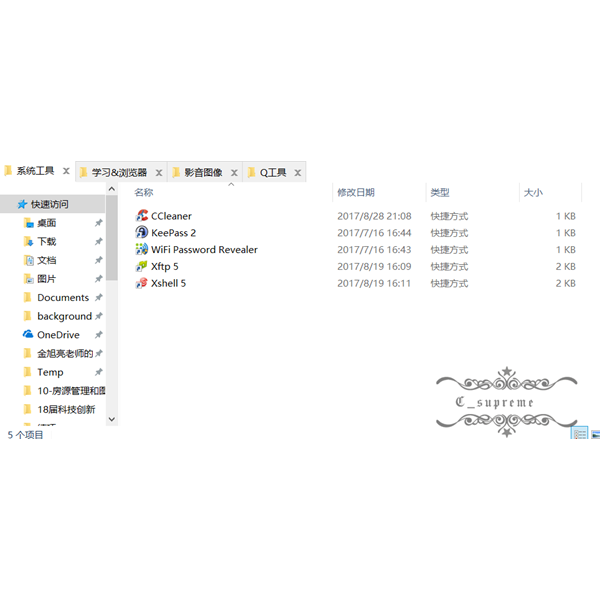 系统工具 学习&浏览器 影音图像 Q工具
名称 修改日期 类型 大小
快速访问
桌面
下载
文档
图片
Documents
background
OneDrive
金旭亮老师的
Temp
10-房源管理和
18届科技创新
CCleaner 2017/8/28 21:08 快捷方式 1 KB
KeePass 2 2017/7/16 16:44 快捷方式 1 KB
WiFi Password Revealer 2017/7/16 16:43 快捷方式 1 KB
Xftp 5 2017/8/19 16:09 快捷方式 2 KB
Xshell 5 2017/8/19 16:11 快捷方式 2 KB
C_supreme
5 个项目